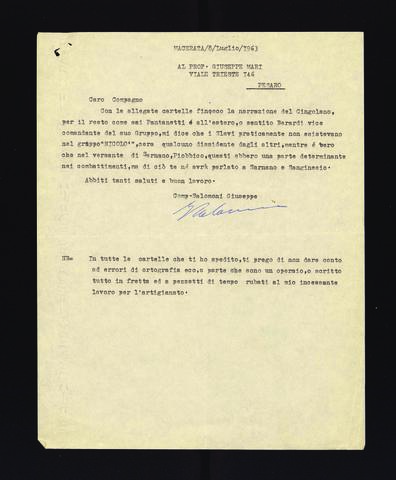 MACERATA/8/Luglio/1963
AL PROF. GIUSEPPE MARI
VIALE TRIESTE 746
PESARO
Caro Compagno
Con le allegate cartelle finesco la narrazione del Cingolano,
per il resto come sai Pantanetti é all'estero, o sentito Berardi vice
comandante del suo Gruppo, mi dice che i Slavi praticamente non esistevano
nel gruppo "NICOLO'", sero qualcuno dissidente dagli altri, mentre é vero
che nel versante di Sarnano, Piobbico, questi ebbero una parte determinante
nei combattimenti, ma di ciò te né avrà parlato a Sarnano e Sanginesio.
Abbiti tanti saluti e buon lavoro.
Comp-Salomoni Giuseppe
NB= In tutte le cartelle che ti ho spedito, ti prego di non dare conto
ad errori di ortografia ecc, a parte che sono un operaio, o scritto
tutto in fretta ed a pezzetti di tempo rubati al mio incessante
lavoro per l'artigianato.